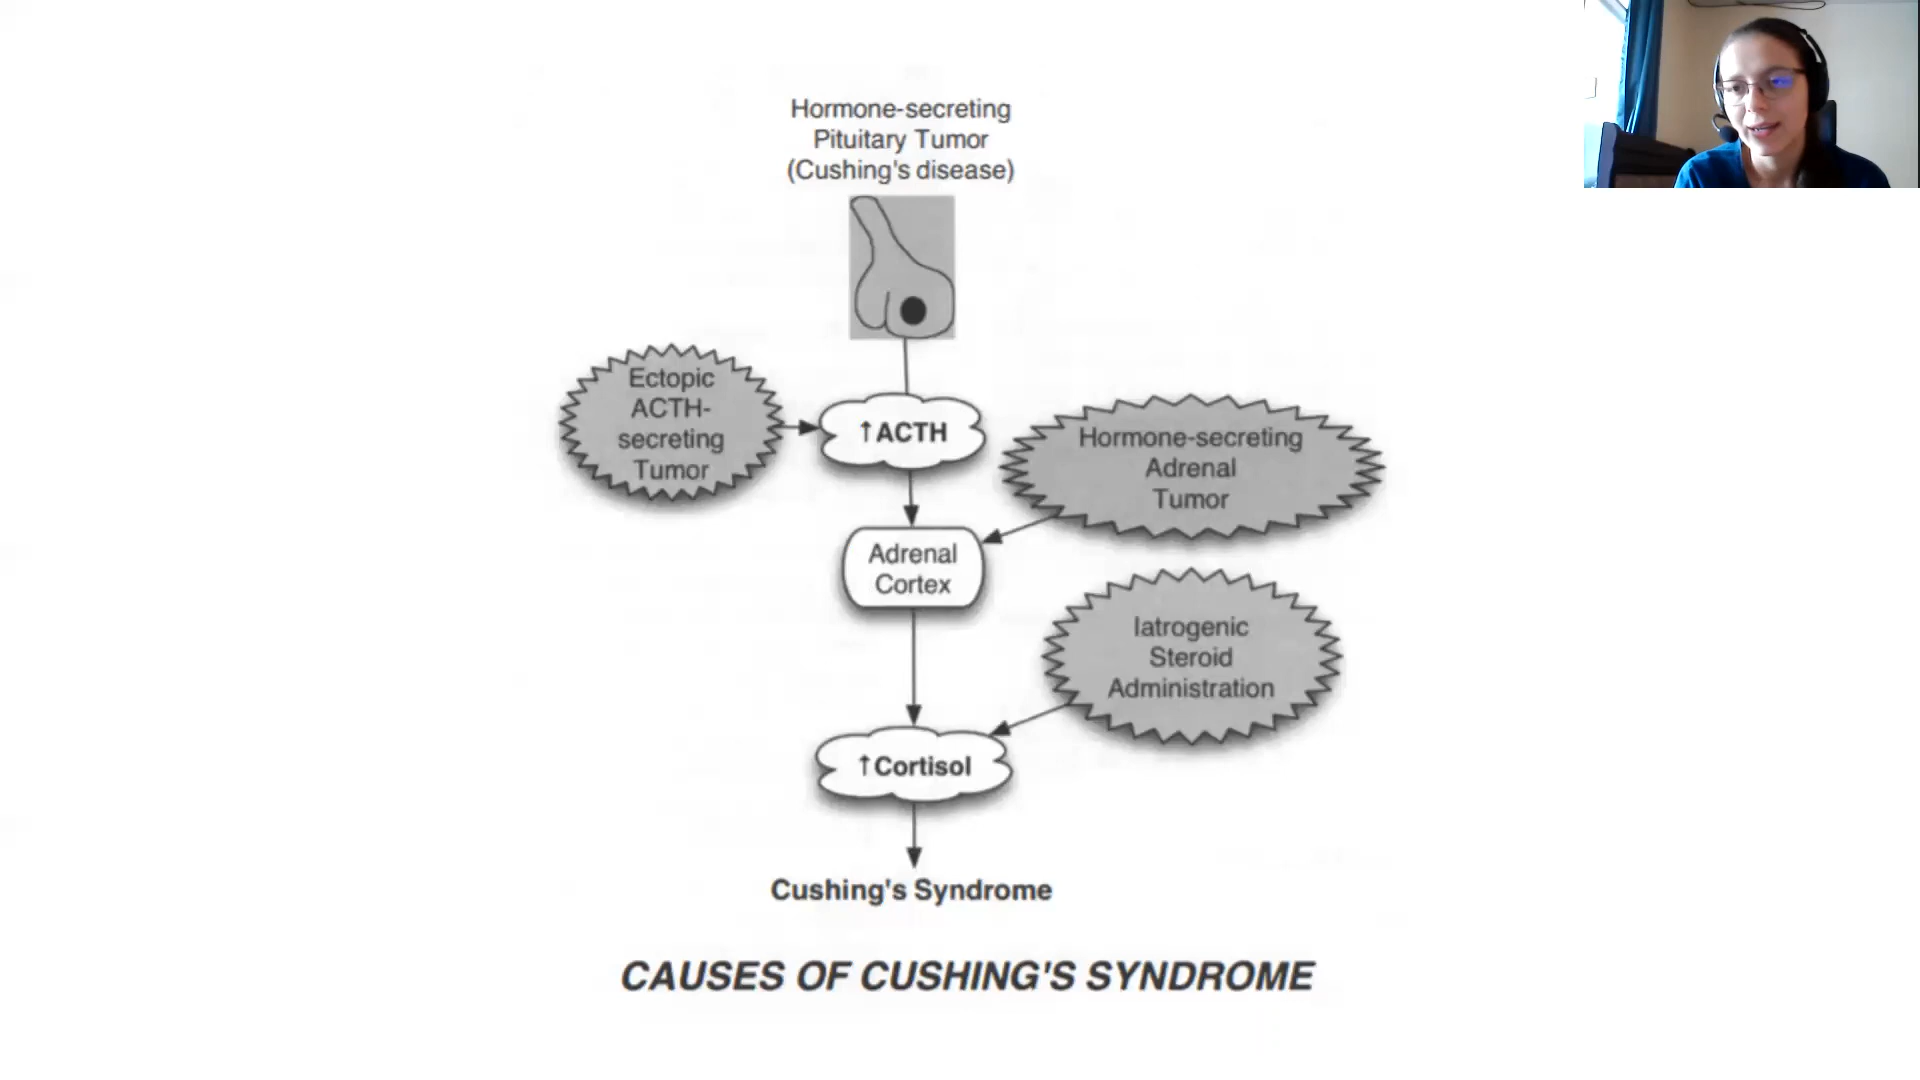 Hormone-secreting
Pituitary Tumor
(Cushing's disease)
Ectopic
ACTH-
secreting
Tumor
↑ACTH
Hormone-secreting
Adrenal
Tumor
Adrenal
Cortex
Iatrogenic
Steroid
Administration
↑Cortisol
Cushing's Syndrome
CAUSES OF CUSHING'S SYNDROME